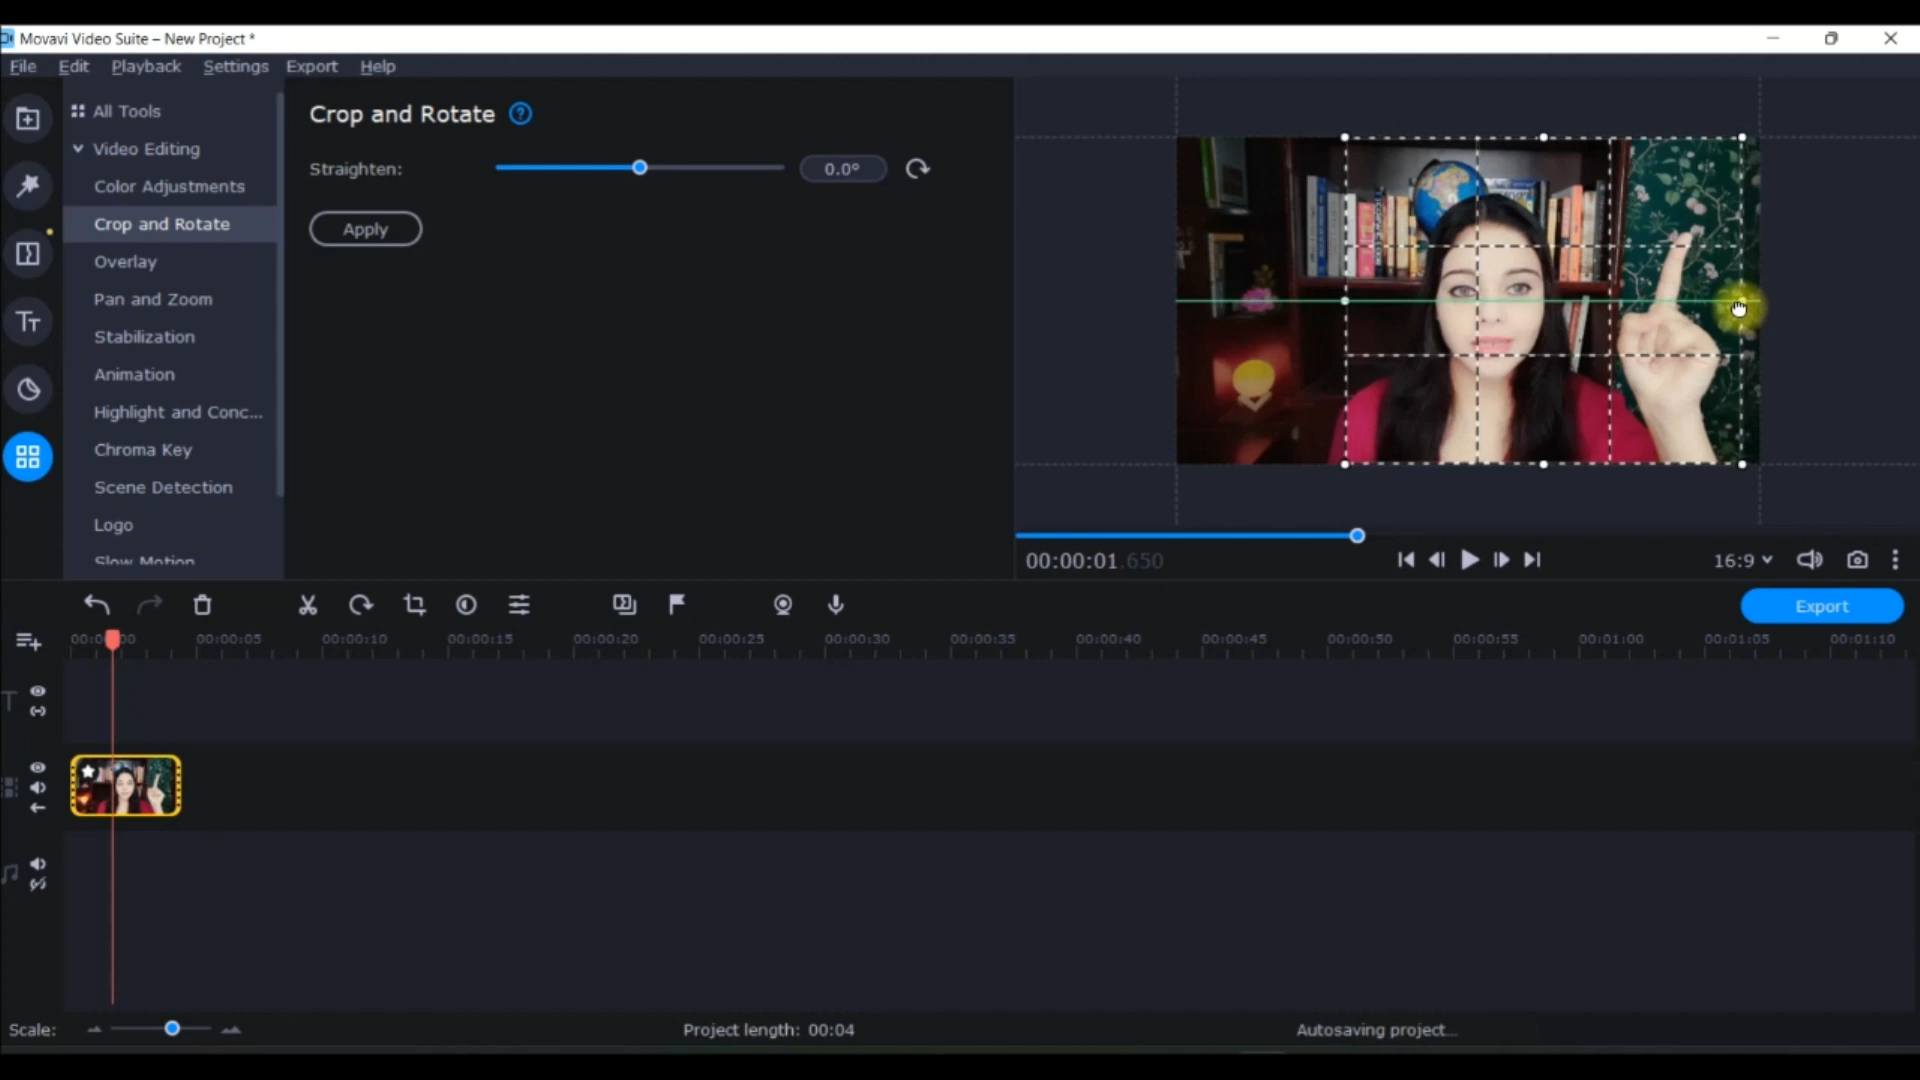 Movavi Video Suite – New Project *
File Edit Playback Settings Export Help
All Tools
Video Editing
Color Adjustments
Crop and Rotate
Overlay
Pan and Zoom
Stabilization
Animation
Highlight and Conc...
Chroma Key
Scene Detection
Logo
Slow Motion
Crop and Rotate ?
Straighten: 0.0°
Apply
00:00:01.650
16:9
Export
00:00:05 00:00:10 00:00:15 00:00:20 00:00:25 00:00:30 00:00:35 00:00:40 00:00:45 00:00:50 00:00:55 00:01:00 00:01:05 00:01:10
Scale:
Project length: 00:04
Autosaving project...